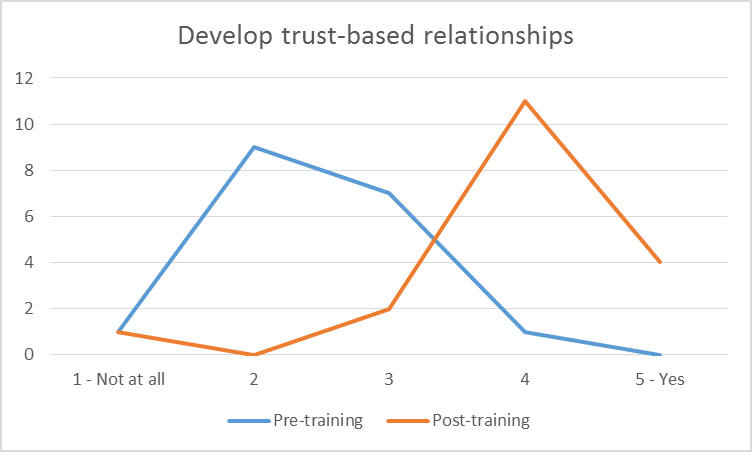 Develop trust-based relationships
12
10
8
6
4
2
0
1 - Not at all 2 3 4 5 - Yes
Pre-training Post-training